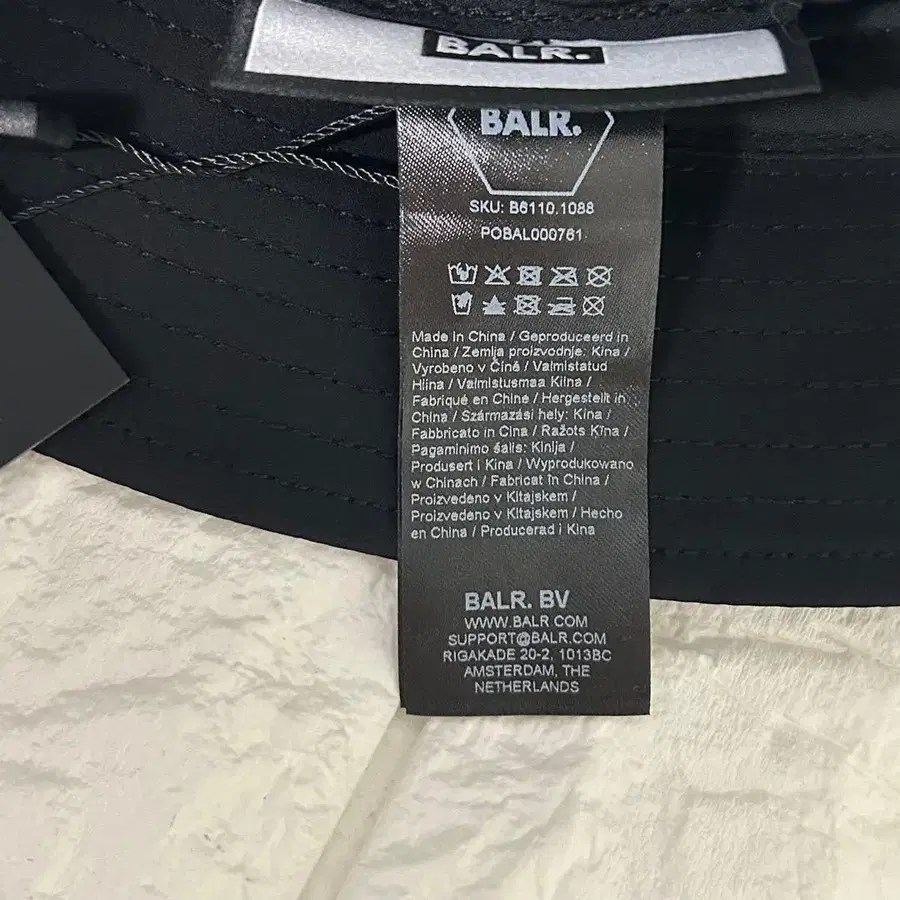 BALR.
BALR.
SKU: B6110.1088
POBAL000761
Made in China / Geproduceerd in
China / Zemlja proizvodnje: Kina /
Vyrobeno v Číně / Valmistatud
Hiina / Valmistusmaa Kiina /
Fabriqué en Chine / Hergestellt in
China / Származási hely: Kína /
Fabbricato in Cina / Ražots Ķīna /
Pagaminimo šalis: Kinija /
Produsert i Kina / Wyprodukowano
w Chinach / Fabricat în China /
Proizvedeno v Kitajskem /
Proizvedeno v Kitajskem / Hecho
en China / Producerad i Kina
BALR. BV
WWW.BALR.COM
SUPPORT@BALR.COM
RIGAKADE 20-2, 1013BC
AMSTERDAM, THE
NETHERLANDS